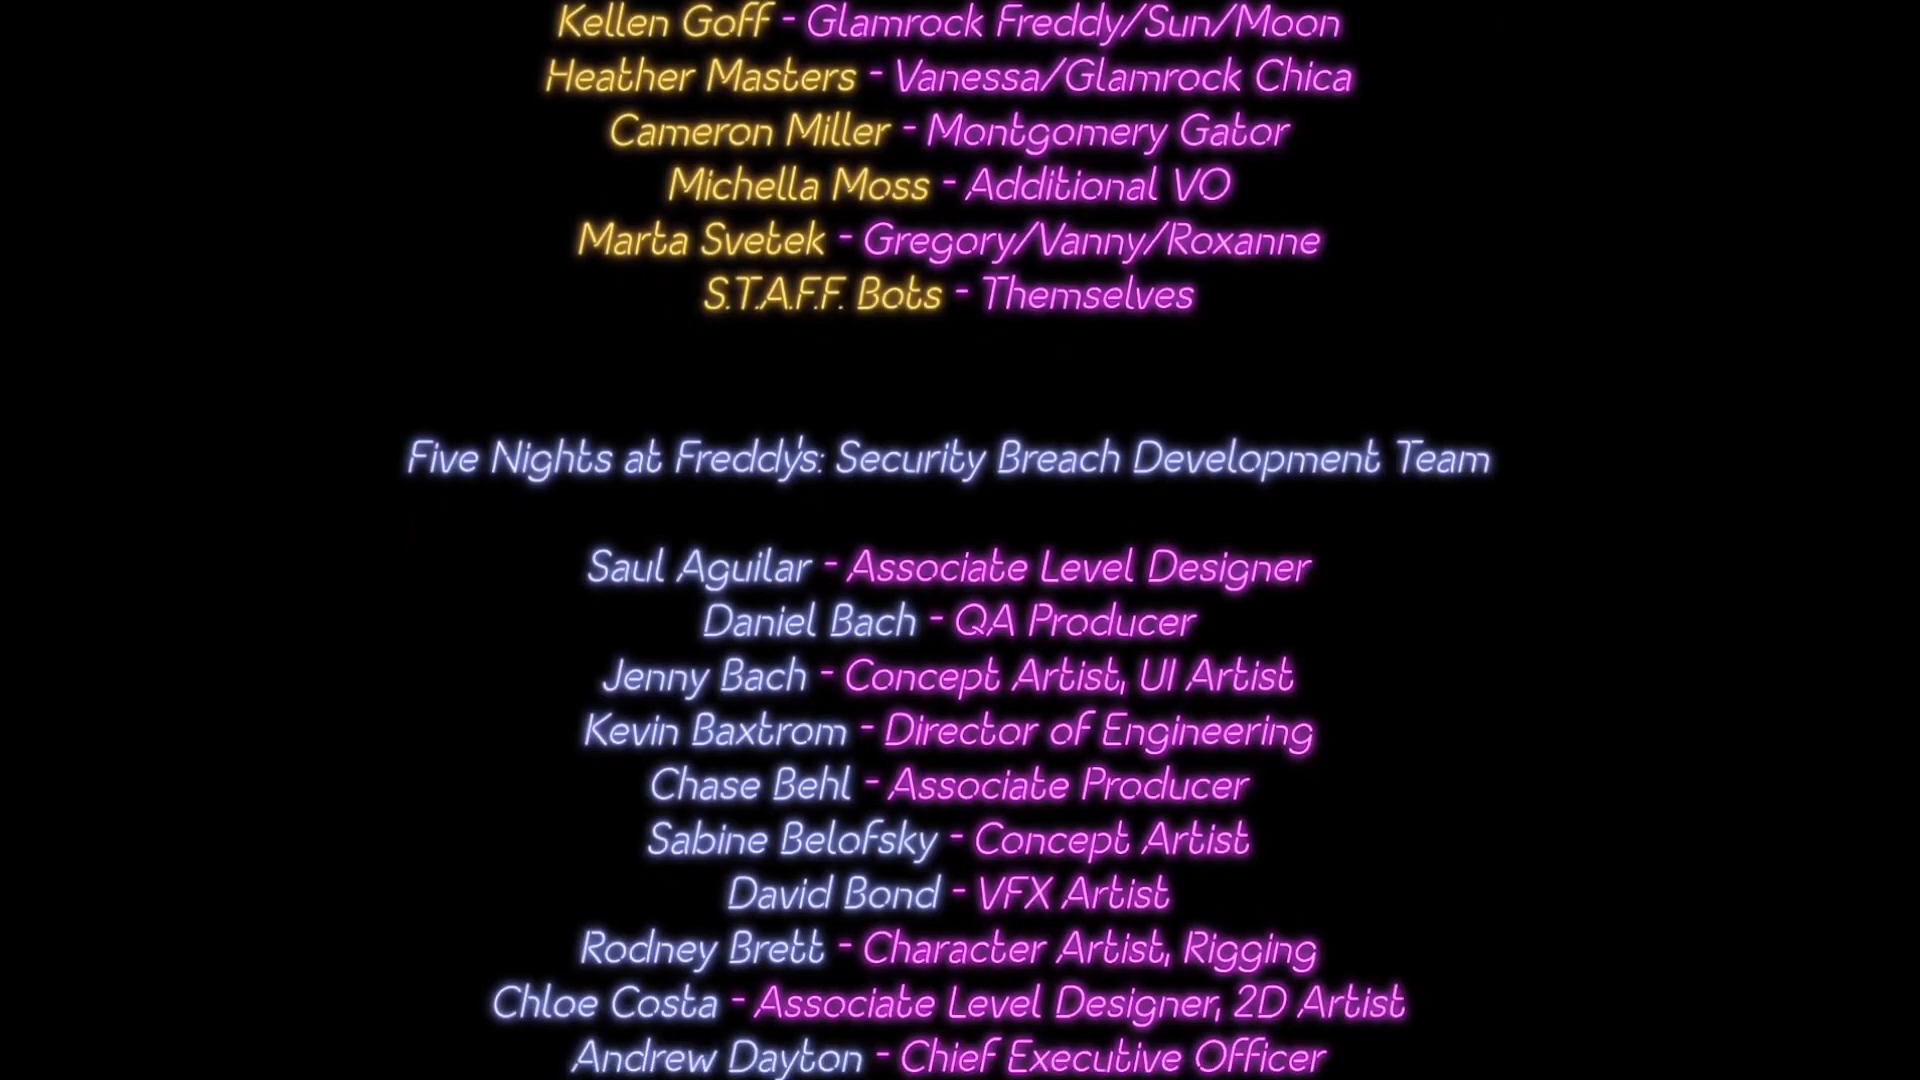 Kellen Goff - Glamrock Freddy/Sun/Moon
Heather Masters - Vanessa/Glamrock Chica
Cameron Miller - Montgomery Gator
Michella Moss - Additional VO
Marta Svetek - Gregory/Vanny/Roxanne
S.T.A.F.F. Bots - Themselves
Five Nights at Freddy's: Security Breach Development Team
Saul Aguilar - Associate Level Designer
Daniel Bach - QA Producer
Jenny Bach - Concept Artist, UI Artist
Kevin Baxtrom - Director of Engineering
Chase Behl - Associate Producer
Sabine Belofsky - Concept Artist
David Bond - VFX Artist
Rodney Brett - Character Artist, Rigging
Chloe Costa - Associate Level Designer, 2D Artist
Andrew Dayton - Chief Executive Officer